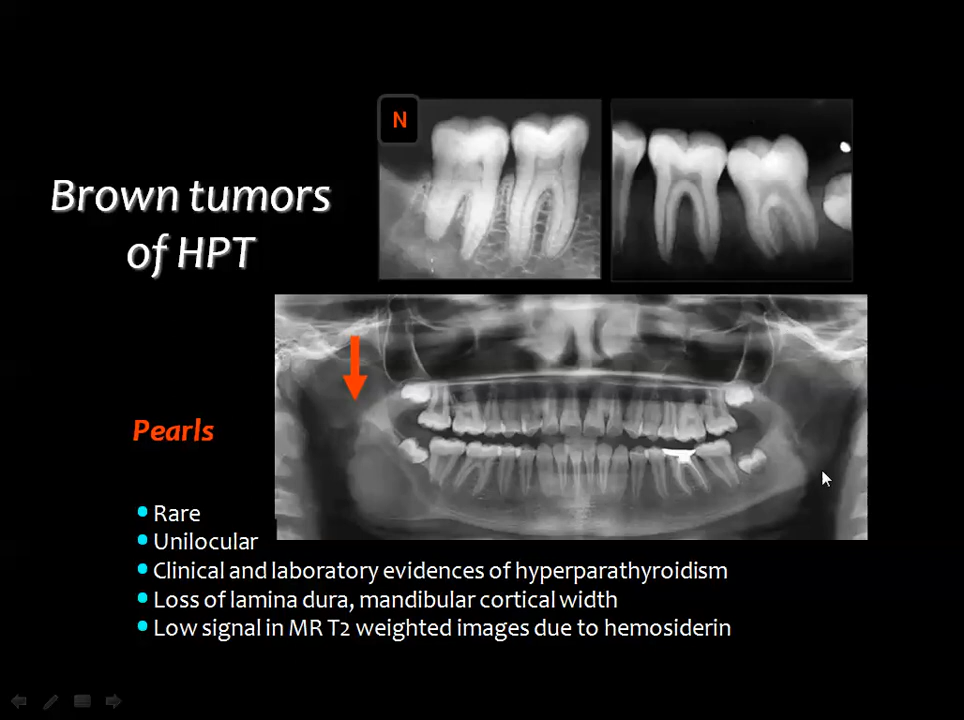 N
Brown tumors
of HPT
Pearls
Rare
Unilocular
Clinical and laboratory evidences of hyperparathyroidism
Loss of lamina dura, mandibular cortical width
Low signal in MR T2 weighted images due to hemosiderin